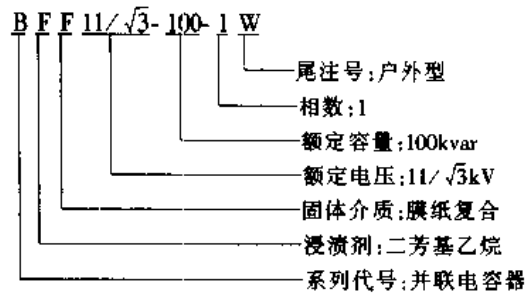 BFF11/√3-100-1W
尾注号:户外型
相数:1
额定容量:100kvar
额定电压:11/√3kV
固体介质:膜纸复合
浸渍剂:二芳基乙烷
系列代号:并联电容器